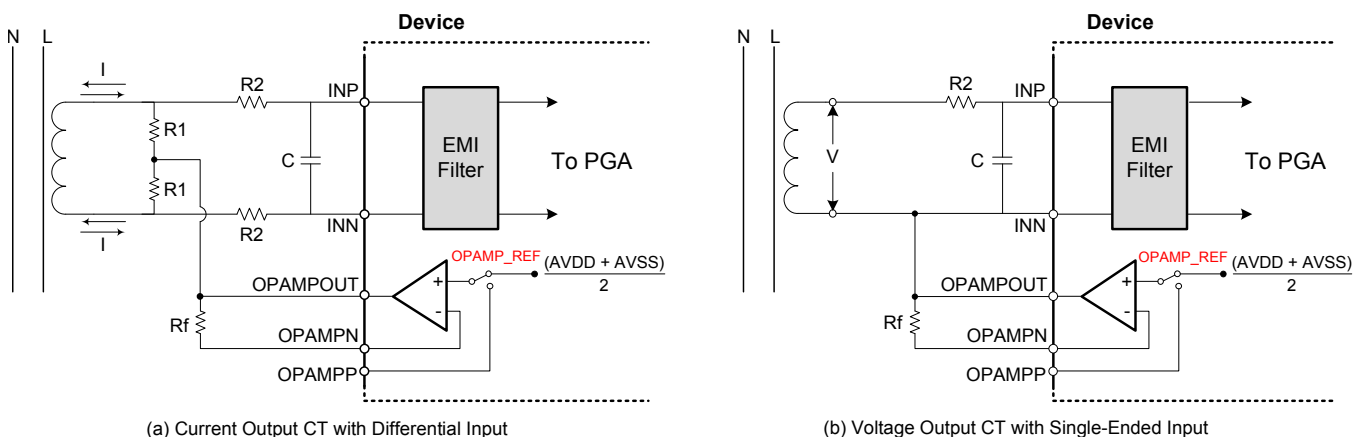 Device
N L
I
R2
INP
R1
C
EMI
Filter
To PGA
R1
I
R2
INN
OPAMP_REF
(AVDD + AVSS)
2
OPAMPOUT
+
-
Rf
OPAMPN
OPAMPP
(a) Current Output CT with Differential Input
Device
N L
R2
INP
V
C
EMI
Filter
To PGA
INN
OPAMP_REF
(AVDD + AVSS)
2
OPAMPOUT
+
-
Rf
OPAMPN
OPAMPP
(b) Voltage Output CT with Single-Ended Input